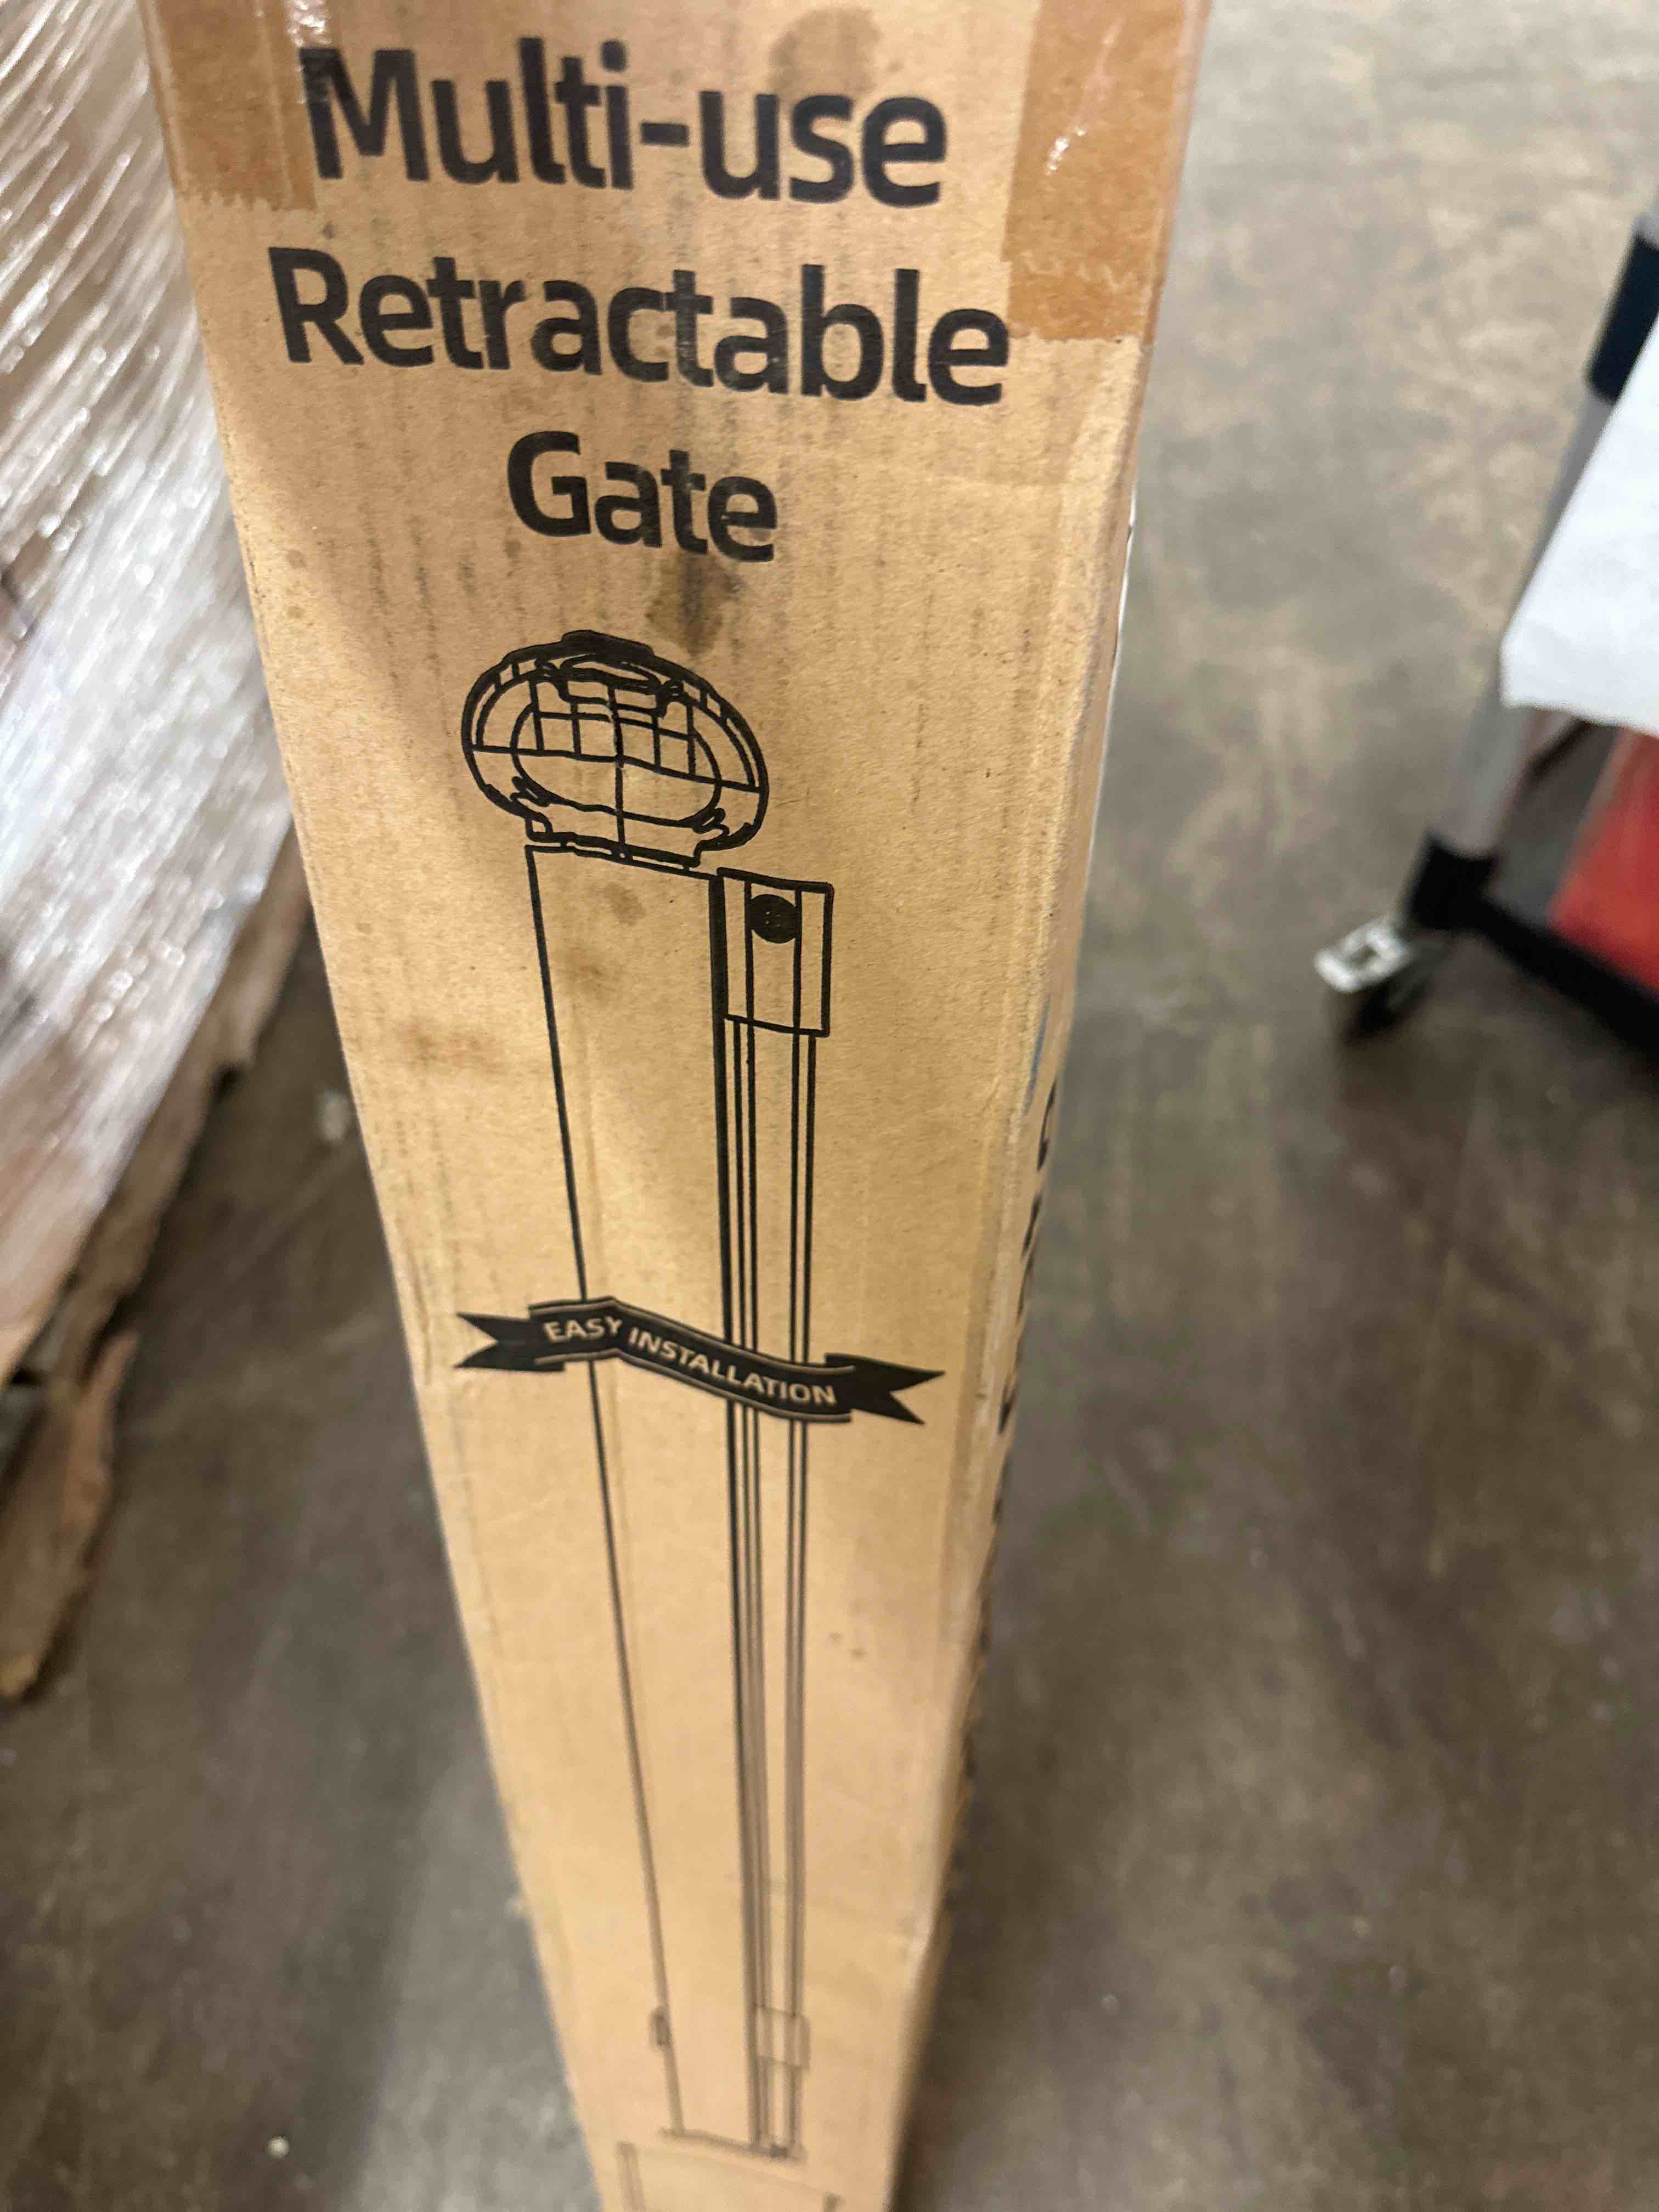 Multi-use
Retractable
Gate
EASY INSTALLATION